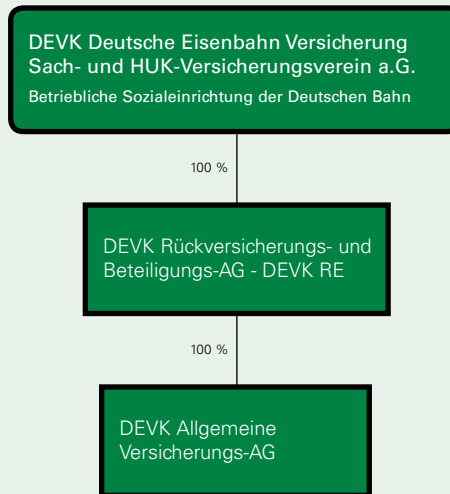 DEVK Deutsche Eisenbahn Versicherung
Sach- und HUK-Versicherungsverein a.G.
Betriebliche Sozialeinrichtung der Deutschen Bahn
100 %
DEVK Rückversicherungs- und
Beteiligungs-AG - DEVK RE
100 %
DEVK Allgemeine
Versicherungs-AG